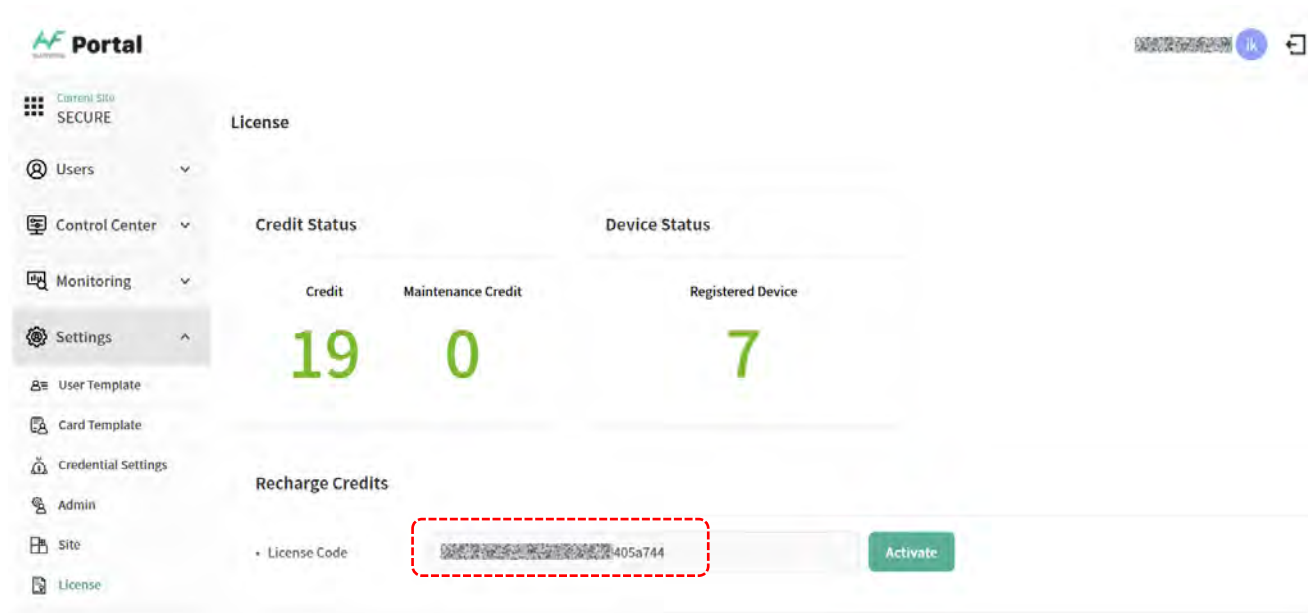 AF Portal
ik
Current Site
SECURE
License
Users
Control Center
Credit Status
Device Status
Monitoring
Credit
Maintenance Credit
Registered Device
Settings
19
0
7
User Template
Card Template
Credential Settings
Recharge Credits
Admin
Site
• License Code
405a744
Activate
License